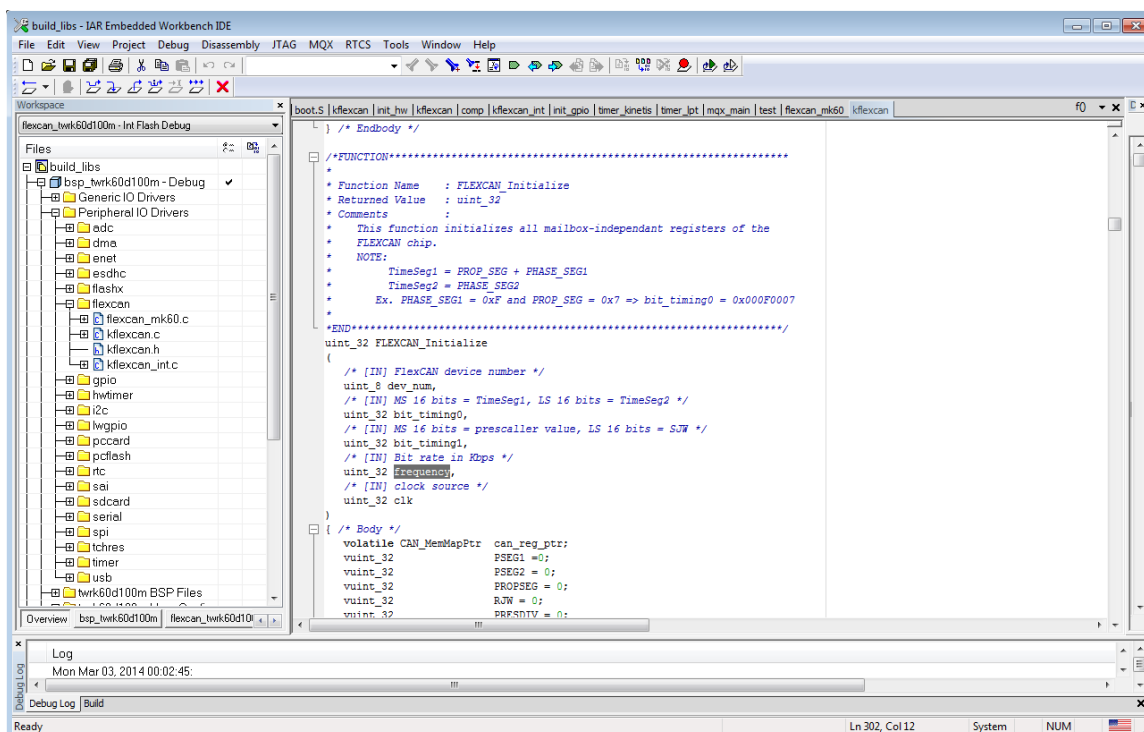 build_libs - IAR Embedded Workbench IDE
File Edit View Project Debug Disassembly JTAG MQX RTCS Tools Window Help
Workspace
flexcan_twrk60d100m - Int Flash Debug
Files
build_libs
bsp_twrk60d100m - Debug
Generic IO Drivers
Peripheral IO Drivers
adc
dma
enet
esdhc
flashx
flexcan
flexcan_mk60.c
kflexcan.c
kflexcan.h
kflexcan_int.c
gpio
hwtimer
i2c
lwgpio
pccard
pcflash
rtc
sai
sdcard
serial
spi
tchres
timer
usb
twrk60d100m BSP Files
Overview bsp_twrk60d100m flexcan_twrk60d10
boot.S | kflexcan | init_hw | kflexcan | comp | kflexcan_int | init_gpio | timer_kinetis | timer_lpt | mqx_main | test | flexcan_mk60 kflexcan f()
} /* Endbody */
/*FUNCTION****************************************************************
*
* Function Name : FLEXCAN_Initialize
* Returned Value : uint_32
* Comments :
* This function initializes all mailbox-independant registers of the
* FLEXCAN chip.
* NOTE:
* TimeSeg1 = PROP_SEG + PHASE_SEG1
* TimeSeg2 = PHASE_SEG2
* Ex. PHASE_SEG1 = 0xF and PROP_SEG = 0x7 => bit_timing0 = 0x000F0007
*
*END*********************************************************************/
uint_32 FLEXCAN_Initialize
(
/* [IN] FlexCAN device number */
uint_8 dev_num,
/* [IN] MS 16 bits = TimeSeg1, LS 16 bits = TimeSeg2 */
uint_32 bit_timing0,
/* [IN] MS 16 bits = prescaller value, LS 16 bits = SJW */
uint_32 bit_timing1,
/* [IN] Bit rate in Kbps */
uint_32 frequency,
/* [IN] clock source */
uint_32 clk
)
{ /* Body */
volatile CAN_MemMapPtr can_reg_ptr;
vuint_32 PSEG1 =0;
vuint_32 PSEG2 = 0;
vuint_32 PROPSEG = 0;
vuint_32 RJW = 0;
vuint_32 PRESDIV = 0;
Debug Log
Log
Mon Mar 03, 2014 00:02:45:
Debug Log Build
Ready Ln 302, Col 12 System NUM